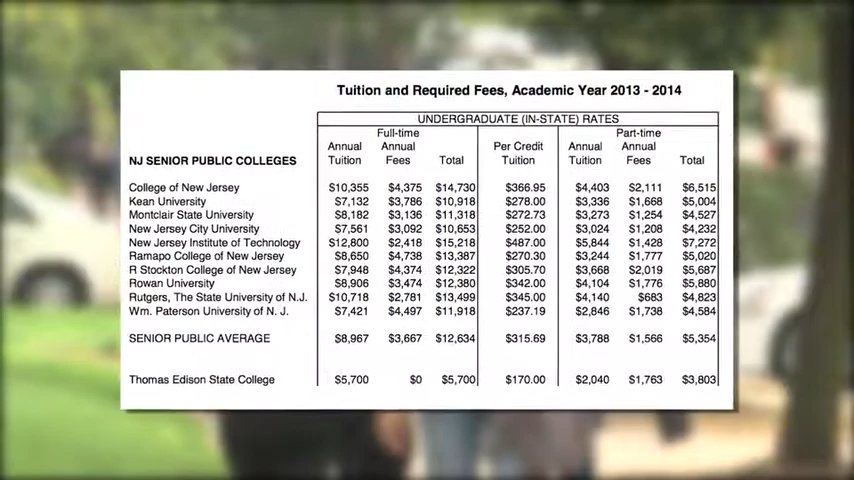 Tuition and Required Fees, Academic Year 2013 - 2014
UNDERGRADUATE (IN-STATE) RATES
Full-time Part-time
Annual Annual Per Credit Annual Annual
NJ SENIOR PUBLIC COLLEGES Tuition Fees Total Tuition Tuition Fees Total
College of New Jersey $10,355 $4,375 $14,730 $366.95 $4,403 $2,111 $6,515
Kean University $7,132 $3,786 $10,918 $278.00 $3,336 $1,668 $5,004
Montclair State University $8,182 $3,136 $11,318 $272.73 $3,273 $1,254 $4,527
New Jersey City University $7,561 $3,092 $10,653 $252.00 $3,024 $1,208 $4,232
New Jersey Institute of Technology $12,800 $2,418 $15,218 $487.00 $5,844 $1,428 $7,272
Ramapo College of New Jersey $8,650 $4,738 $13,387 $270.30 $3,244 $1,777 $5,020
R Stockton College of New Jersey $7,948 $4,374 $12,322 $305.70 $3,668 $2,019 $5,687
Rowan University $8,906 $3,474 $12,380 $342.00 $4,104 $1,776 $5,880
Rutgers, The State University of N.J. $10,718 $2,781 $13,499 $345.00 $4,140 $683 $4,823
Wm. Paterson University of N. J. $7,421 $4,497 $11,918 $237.19 $2,846 $1,738 $4,584
SENIOR PUBLIC AVERAGE $8,967 $3,667 $12,634 $315.69 $3,788 $1,566 $5,354
Thomas Edison State College $5,700 $0 $5,700 $170.00 $2,040 $1,763 $3,803